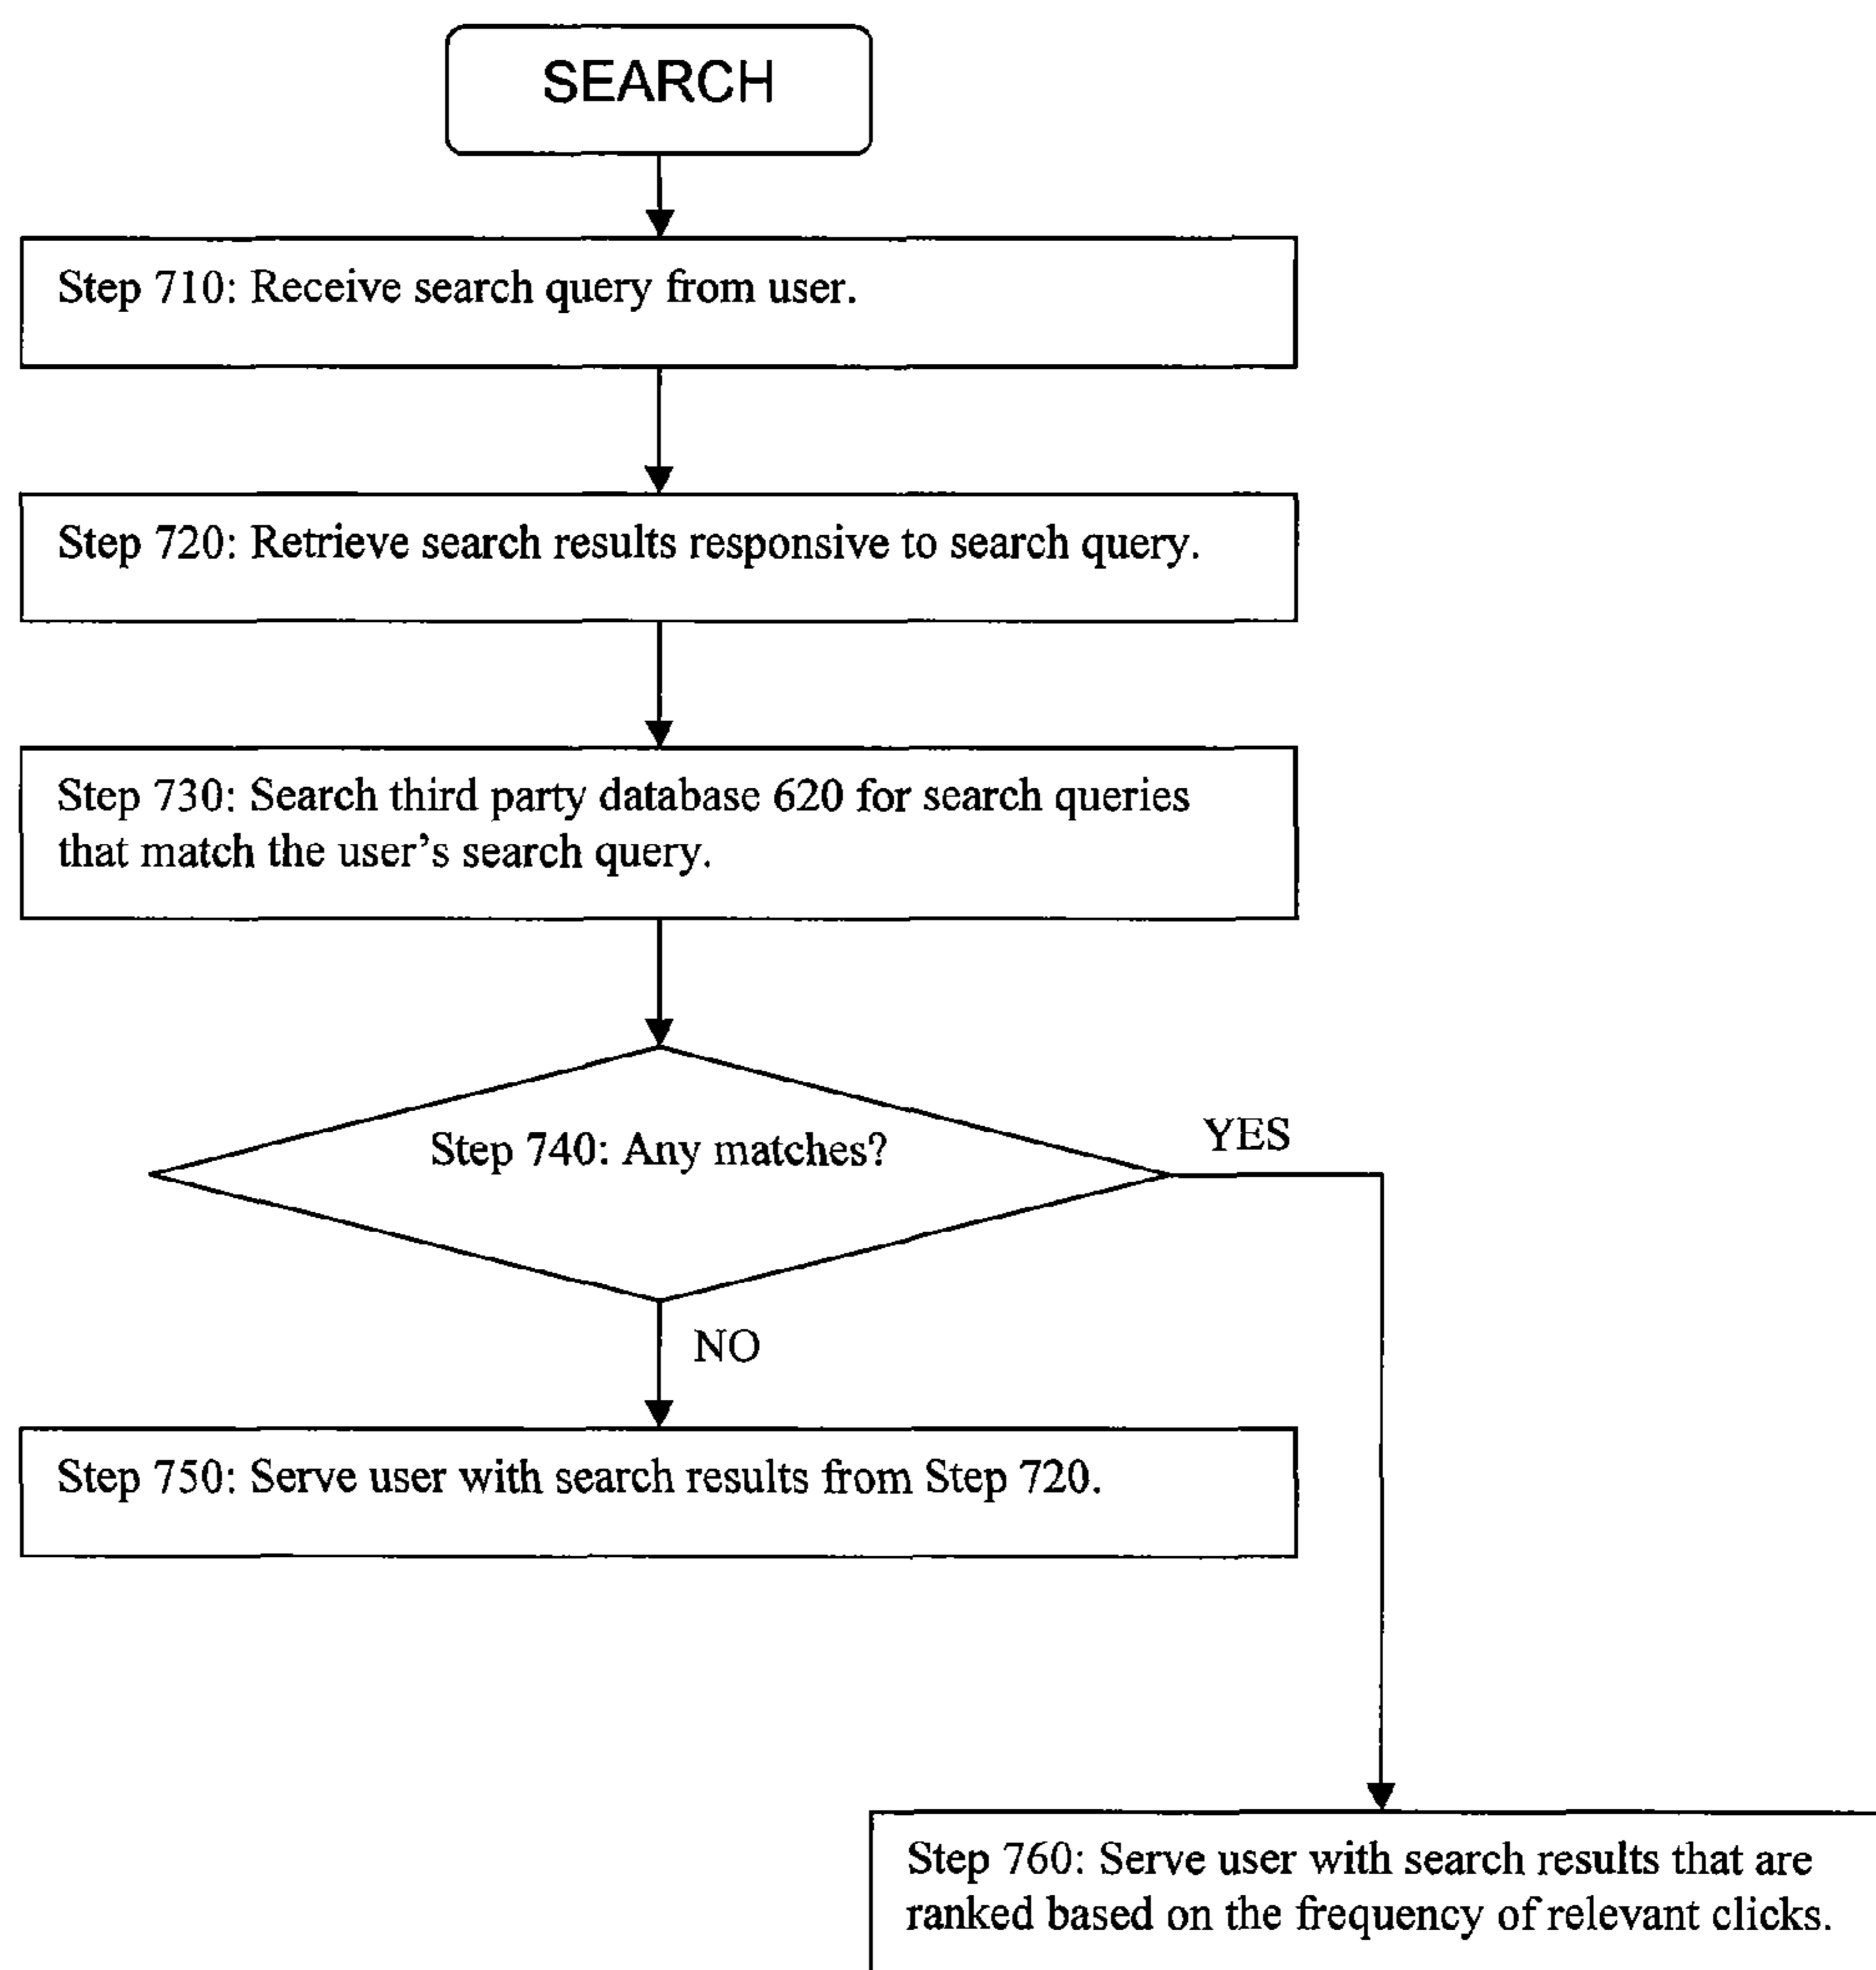 SEARCH
Step 710: Receive search query from user.
Step 720: Retrieve search results responsive to search query.
Step 730: Search third party database 620 for search queries
that match the user’s search query.
Step 740: Any matches?
YES
NO
Step 750: Serve user with search results from Step 720.
Step 760: Serve user with search results that are
ranked based on the frequency of relevant clicks.